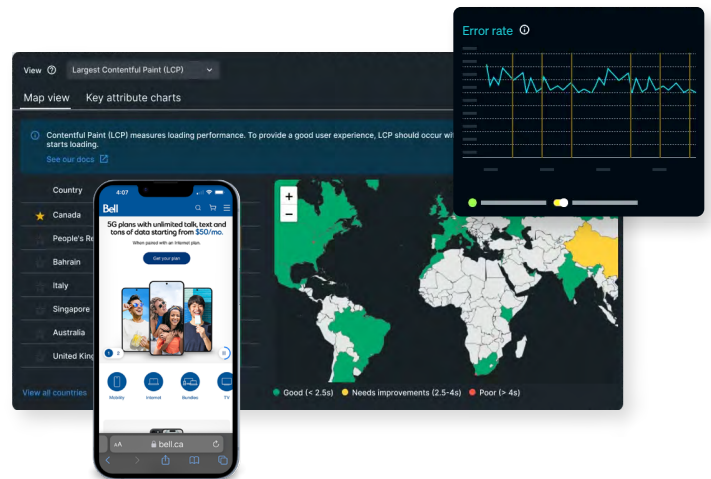 Error rate
View
Largest Contentful Paint (LCP)
Map view Key attribute charts
Contentful Paint (LCP) measures loading performance. To provide a good user experience, LCP should occur
starts loading.
See our docs
Country
Canada
People's
Bahrain
Italy
Singapore
Australia
United
View all countries
4:07
Bell
5G plans with unlimited talk, text and
tons of data starting from $50/mo.
When paired with an Internet plan.
Get your plan
1 2
Mobility Internet Bundles TV
AA bell.ca
+
−
Good (< 2.5s) Needs improvements (2.5-4s) Poor (> 4s)